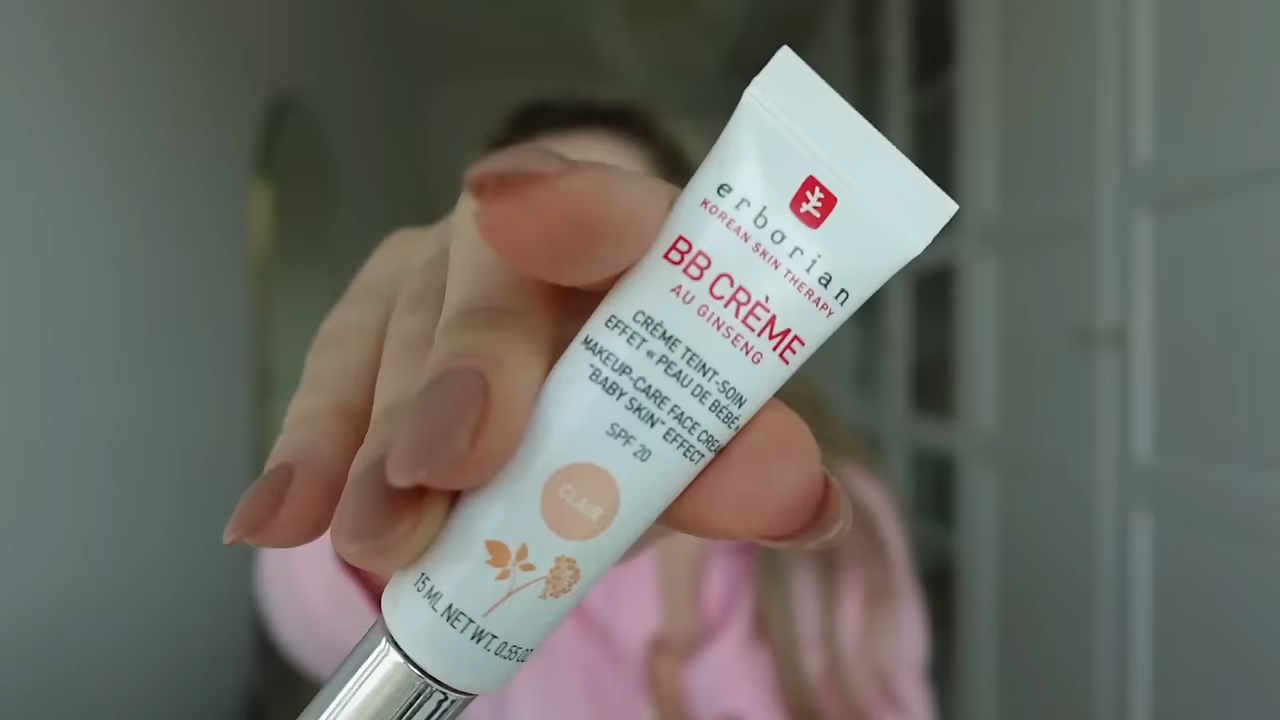 erborian
KOREAN SKIN THERAPY
BB CRÈME
AU GINSENG
CRÈME TEINT-SOIN
EFFET « PEAU DE BÉBÉ»
MAKEUP-CARE FACE CREA
"BABY SKIN" EFFECT
SPF 20
CLAIR
15 ML NET WT. 0.55 OZ